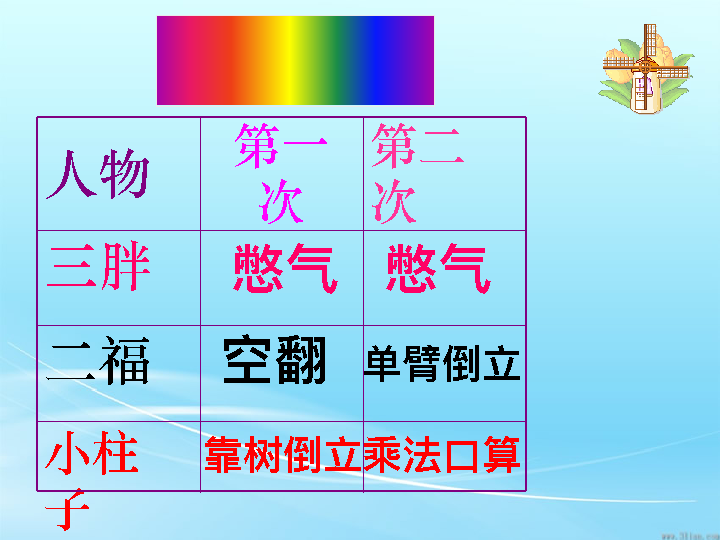 人物 第一次 第二次
三胖 憋气 憋气
二福 空翻 单臂倒立
小柱子 靠树倒立 乘法口算